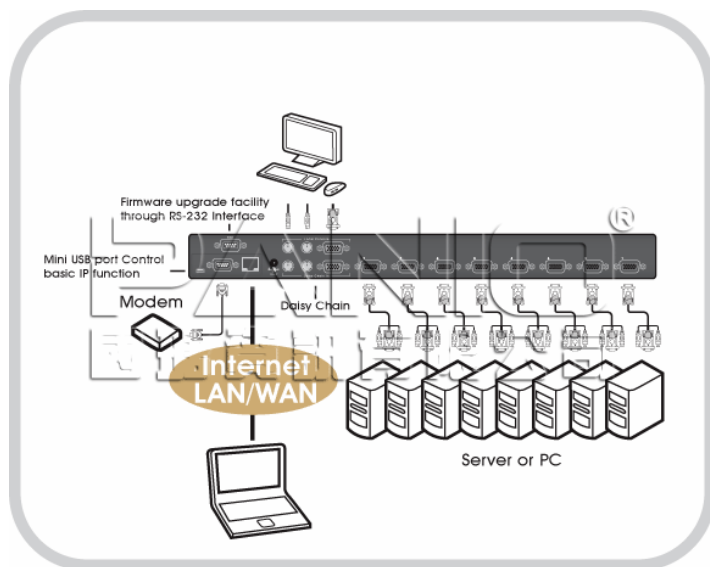 Firmware upgrade facility
through RS-232 Interface
®
Mini USB port Control
basic IP function
Modem
Daisy Chain
Internet
LAN/WAN
Server or PC